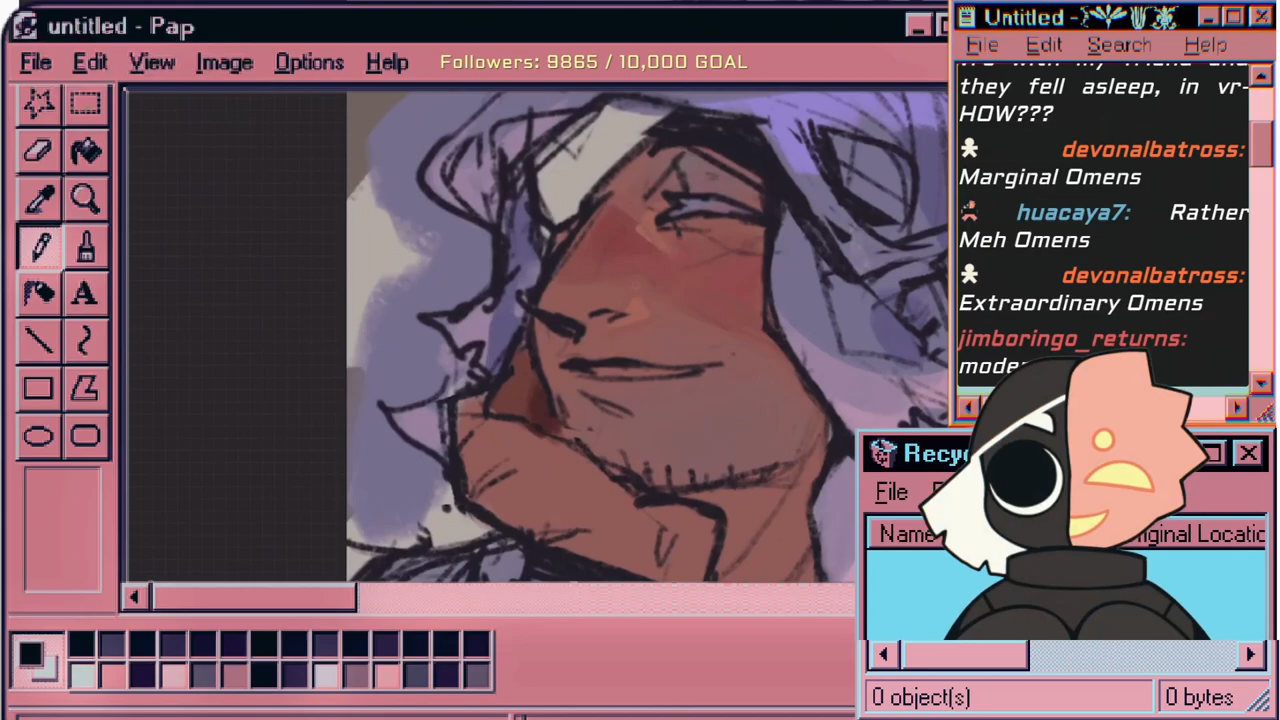 untitled - Pap
File Edit View Image Options Help
Followers: 9865 / 10,000 GOAL
A
Untitled -
File Edit Search Help
they fell asleep, in vr-
HOW???
devonalbatross:
Marginal Omens
huacaya7: Rather
Meh Omens
devonalbatross:
Extraordinary Omens
jimboringo_returns:
Recyc
File
Name
iginal Locatio
0 object(s)
0 bytes